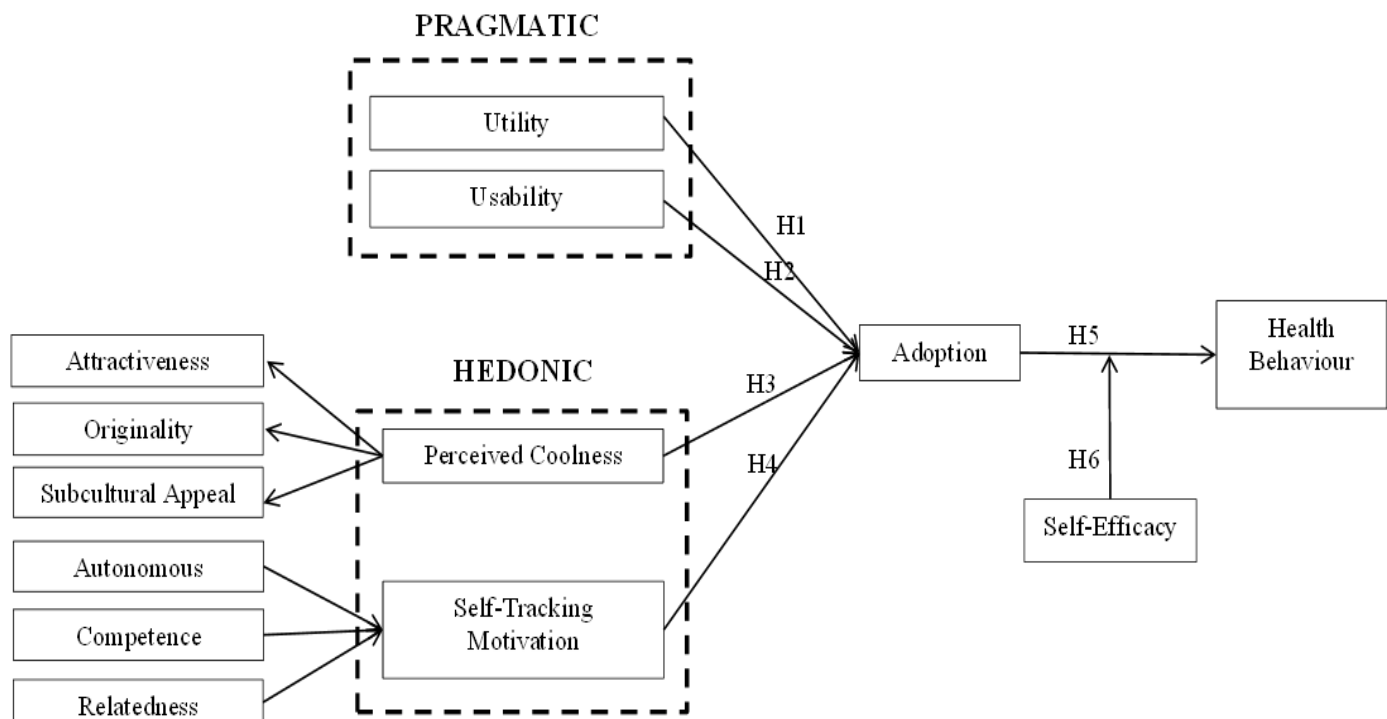 PRAGMATIC
Utility
Usability
H1
H2
Attractiveness
Originality
Subcultural Appeal
Autonomous
Competence
Relatedness
HEDONIC
Perceived Coolness
Self-Tracking
Motivation
H3
H4
Adoption
H5
Health
Behaviour
H6
Self-Efficacy